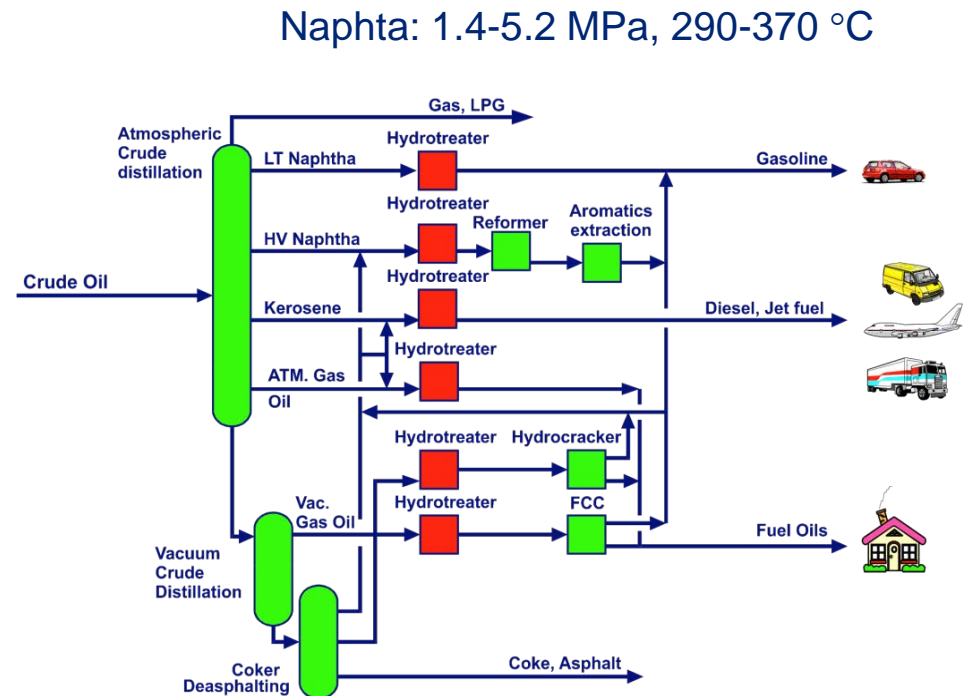 Naphta: 1.4-5.2 MPa, 290-370 °C
Gas, LPG
Atmospheric
Crude
distillation
Hydrotreater
LT Naphtha
Gasoline
Hydrotreater
Reformer
Aromatics
extraction
HV Naphtha
Hydrotreater
Crude Oil
Kerosene
Diesel, Jet fuel
Hydrotreater
ATM. Gas
Oil
Hydrotreater
Hydrocracker
Vac.
Gas Oil
Hydrotreater
FCC
Fuel Oils
Vacuum
Crude
Distillation
Coker
Deasphalting
Coke, Asphalt